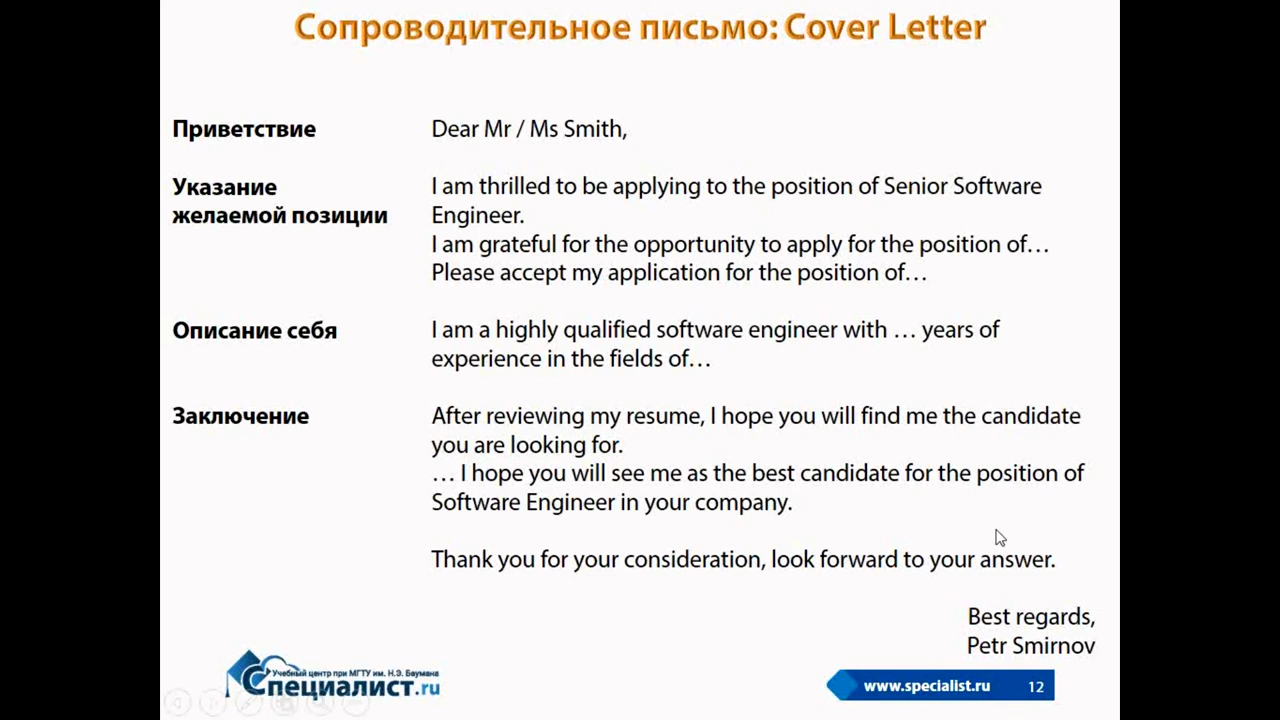 Сопроводительное письмо: Cover Letter
Приветствие
Dear Mr / Ms Smith,
Указание
желаемой позиции
I am thrilled to be applying to the position of Senior Software
Engineer.
I am grateful for the opportunity to apply for the position of…
Please accept my application for the position of…
Описание себя
I am a highly qualified software engineer with … years of
experience in the fields of…
Заключение
After reviewing my resume, I hope you will find me the candidate
you are looking for.
… I hope you will see me as the best candidate for the position of
Software Engineer in your company.
Thank you for your consideration, look forward to your answer.
Best regards,
Petr Smirnov
Учебный центр при МГТУ им. Н.Э. Баумана
Специалист.ru
www.specialist.ru 12